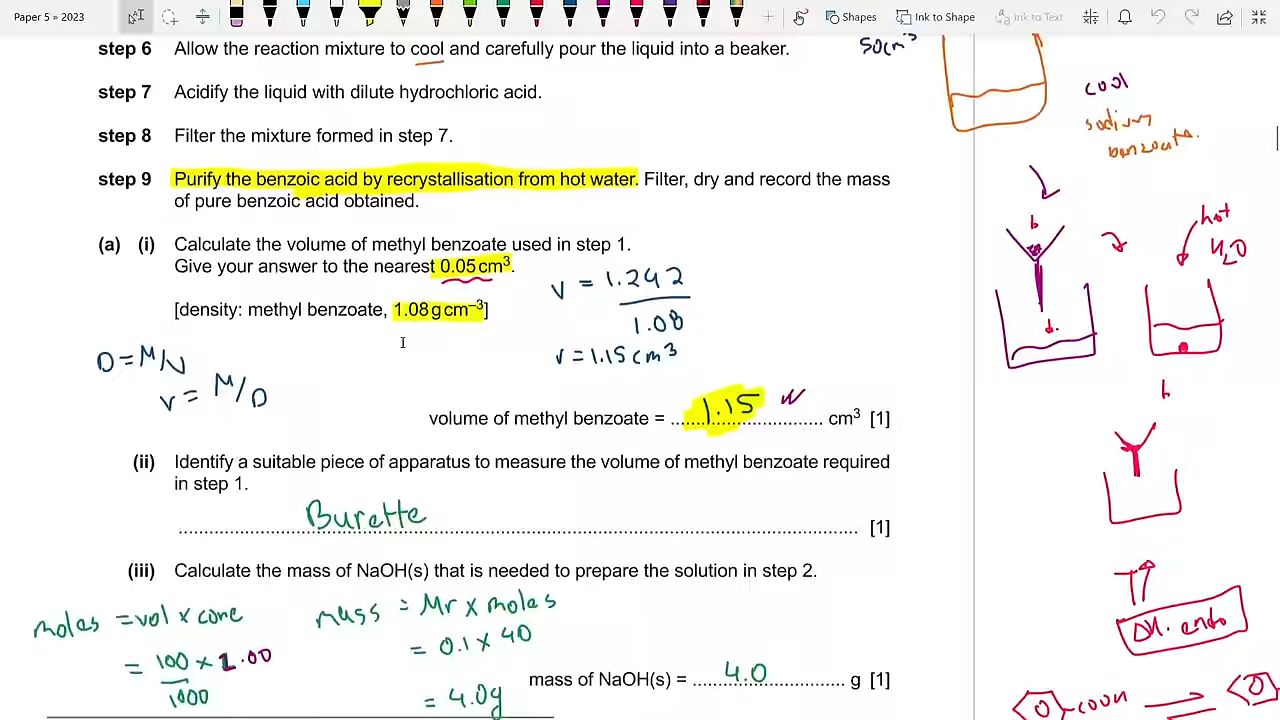 Paper 5 » 2023
Shapes
Ink to Shape
Ink to Text
step 6 Allow the reaction mixture to cool and carefully pour the liquid into a beaker.
50cm³
step 7 Acidify the liquid with dilute hydrochloric acid.
cool
sodium
benzoate.
step 8 Filter the mixture formed in step 7.
step 9 Purify the benzoic acid by recrystallisation from hot water. Filter, dry and record the mass
of pure benzoic acid obtained.
b
hot
H₂O
(a) (i) Calculate the volume of methyl benzoate used in step 1.
Give your answer to the nearest 0.05 cm³.
V = 1.242
1.08
[density: methyl benzoate, 1.08 g cm⁻³]
V = 1.15 cm³
d.
D = M/V
V = M/D
b
volume of methyl benzoate = 1.15 cm³ [1]
(ii) Identify a suitable piece of apparatus to measure the volume of methyl benzoate required
in step 1.
Burette [1]
(iii) Calculate the mass of NaOH(s) that is needed to prepare the solution in step 2.
moles = vol x conc
= 100 x 1.00
1000
mass = Mr x moles
= 0.1 x 40
= 4.0g
mass of NaOH(s) = 4.0 g [1]
T↑
ΔH. endo
COOH